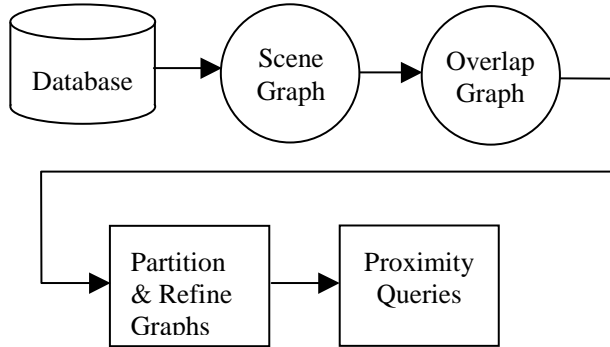 Database
Scene
Graph
Overlap
Graph
Partition
& Refine
Graphs
Proximity
Queries